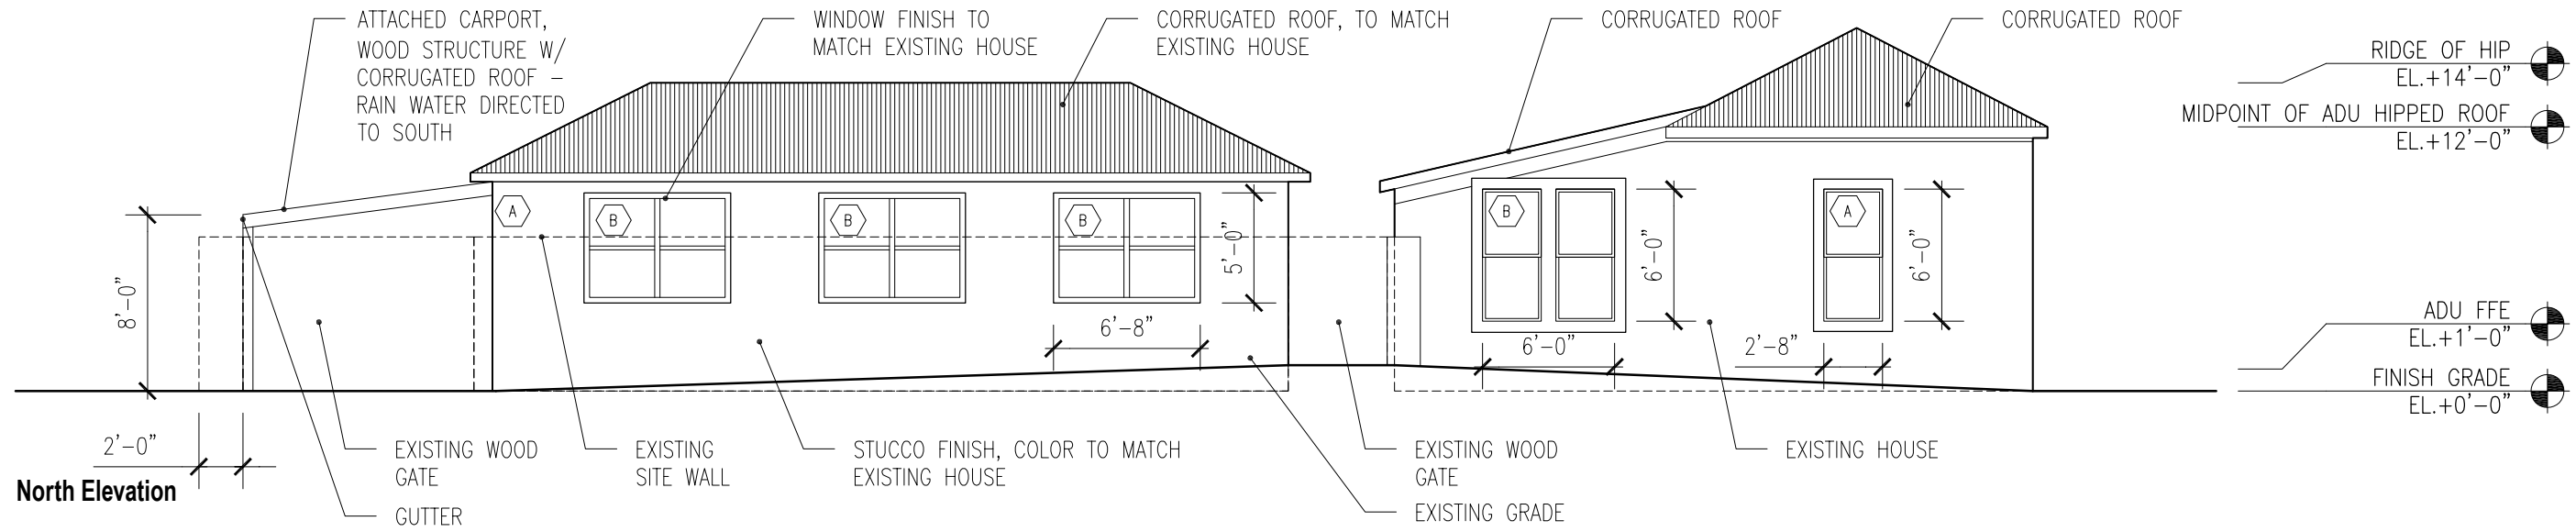 ATTACHED CARPORT,
WOOD STRUCTURE W/
CORRUGATED ROOF –
RAIN WATER DIRECTED
TO SOUTH
WINDOW FINISH TO
MATCH EXISTING HOUSE
CORRUGATED ROOF, TO MATCH
EXISTING HOUSE
CORRUGATED ROOF
CORRUGATED ROOF
RIDGE OF HIP
EL.+14'–0"
MIDPOINT OF ADU HIPPED ROOF
EL.+12'–0"
A
B
B
B
B
A
8'–0"
5'–0"
6'–8"
6'–0"
6'–0"
6'–0"
2'–8"
ADU FFE
EL.+1'–0"
FINISH GRADE
EL.+0'–0"
2'–0"
EXISTING WOOD
GATE
EXISTING
SITE WALL
STUCCO FINISH, COLOR TO MATCH
EXISTING HOUSE
EXISTING WOOD
GATE
EXISTING HOUSE
North Elevation
GUTTER
EXISTING GRADE